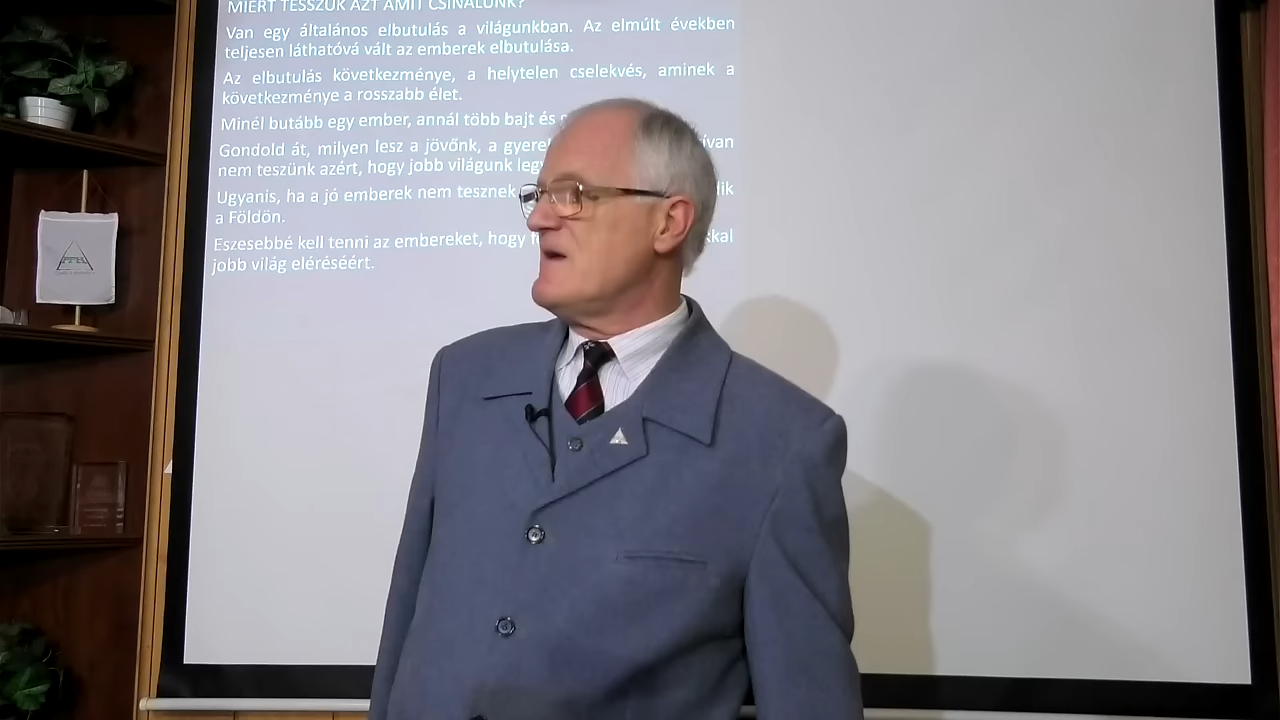 MIÉRT TESSZÜK AZT AMIT CSINÁLUNK?
Van egy általános elbutulás a világunkban. Az elmúlt években
teljesen láthatóvá vált az emberek elbutulása.
Az elbutulás következménye, a helytelen cselekvés, aminek a
következménye a rosszabb élet.
Minél butább egy ember, annál több bajt és
Gondold át, milyen lesz a jövőnk, a
nem teszünk azért, hogy jobb világunk
Ugyanis, ha a jó emberek nem tesznek
a Földön.
Eszesebbé kell tenni az embereket, hogy
jobb világ eléréséért.